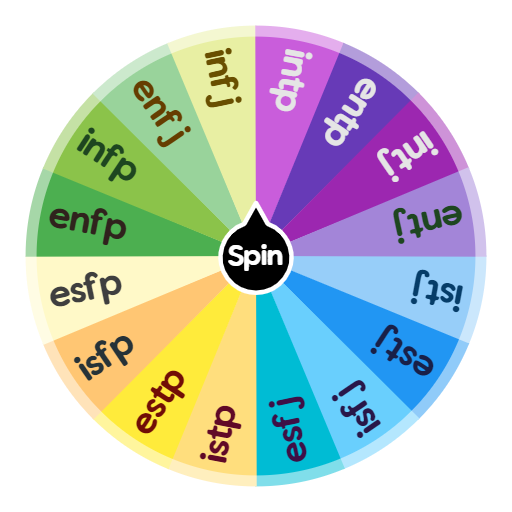 intp
entp
intj
entj
istj
estj
isfj
esfj
istp
estp
isfp
esfp
enfp
infp
enfj
infj
Spin